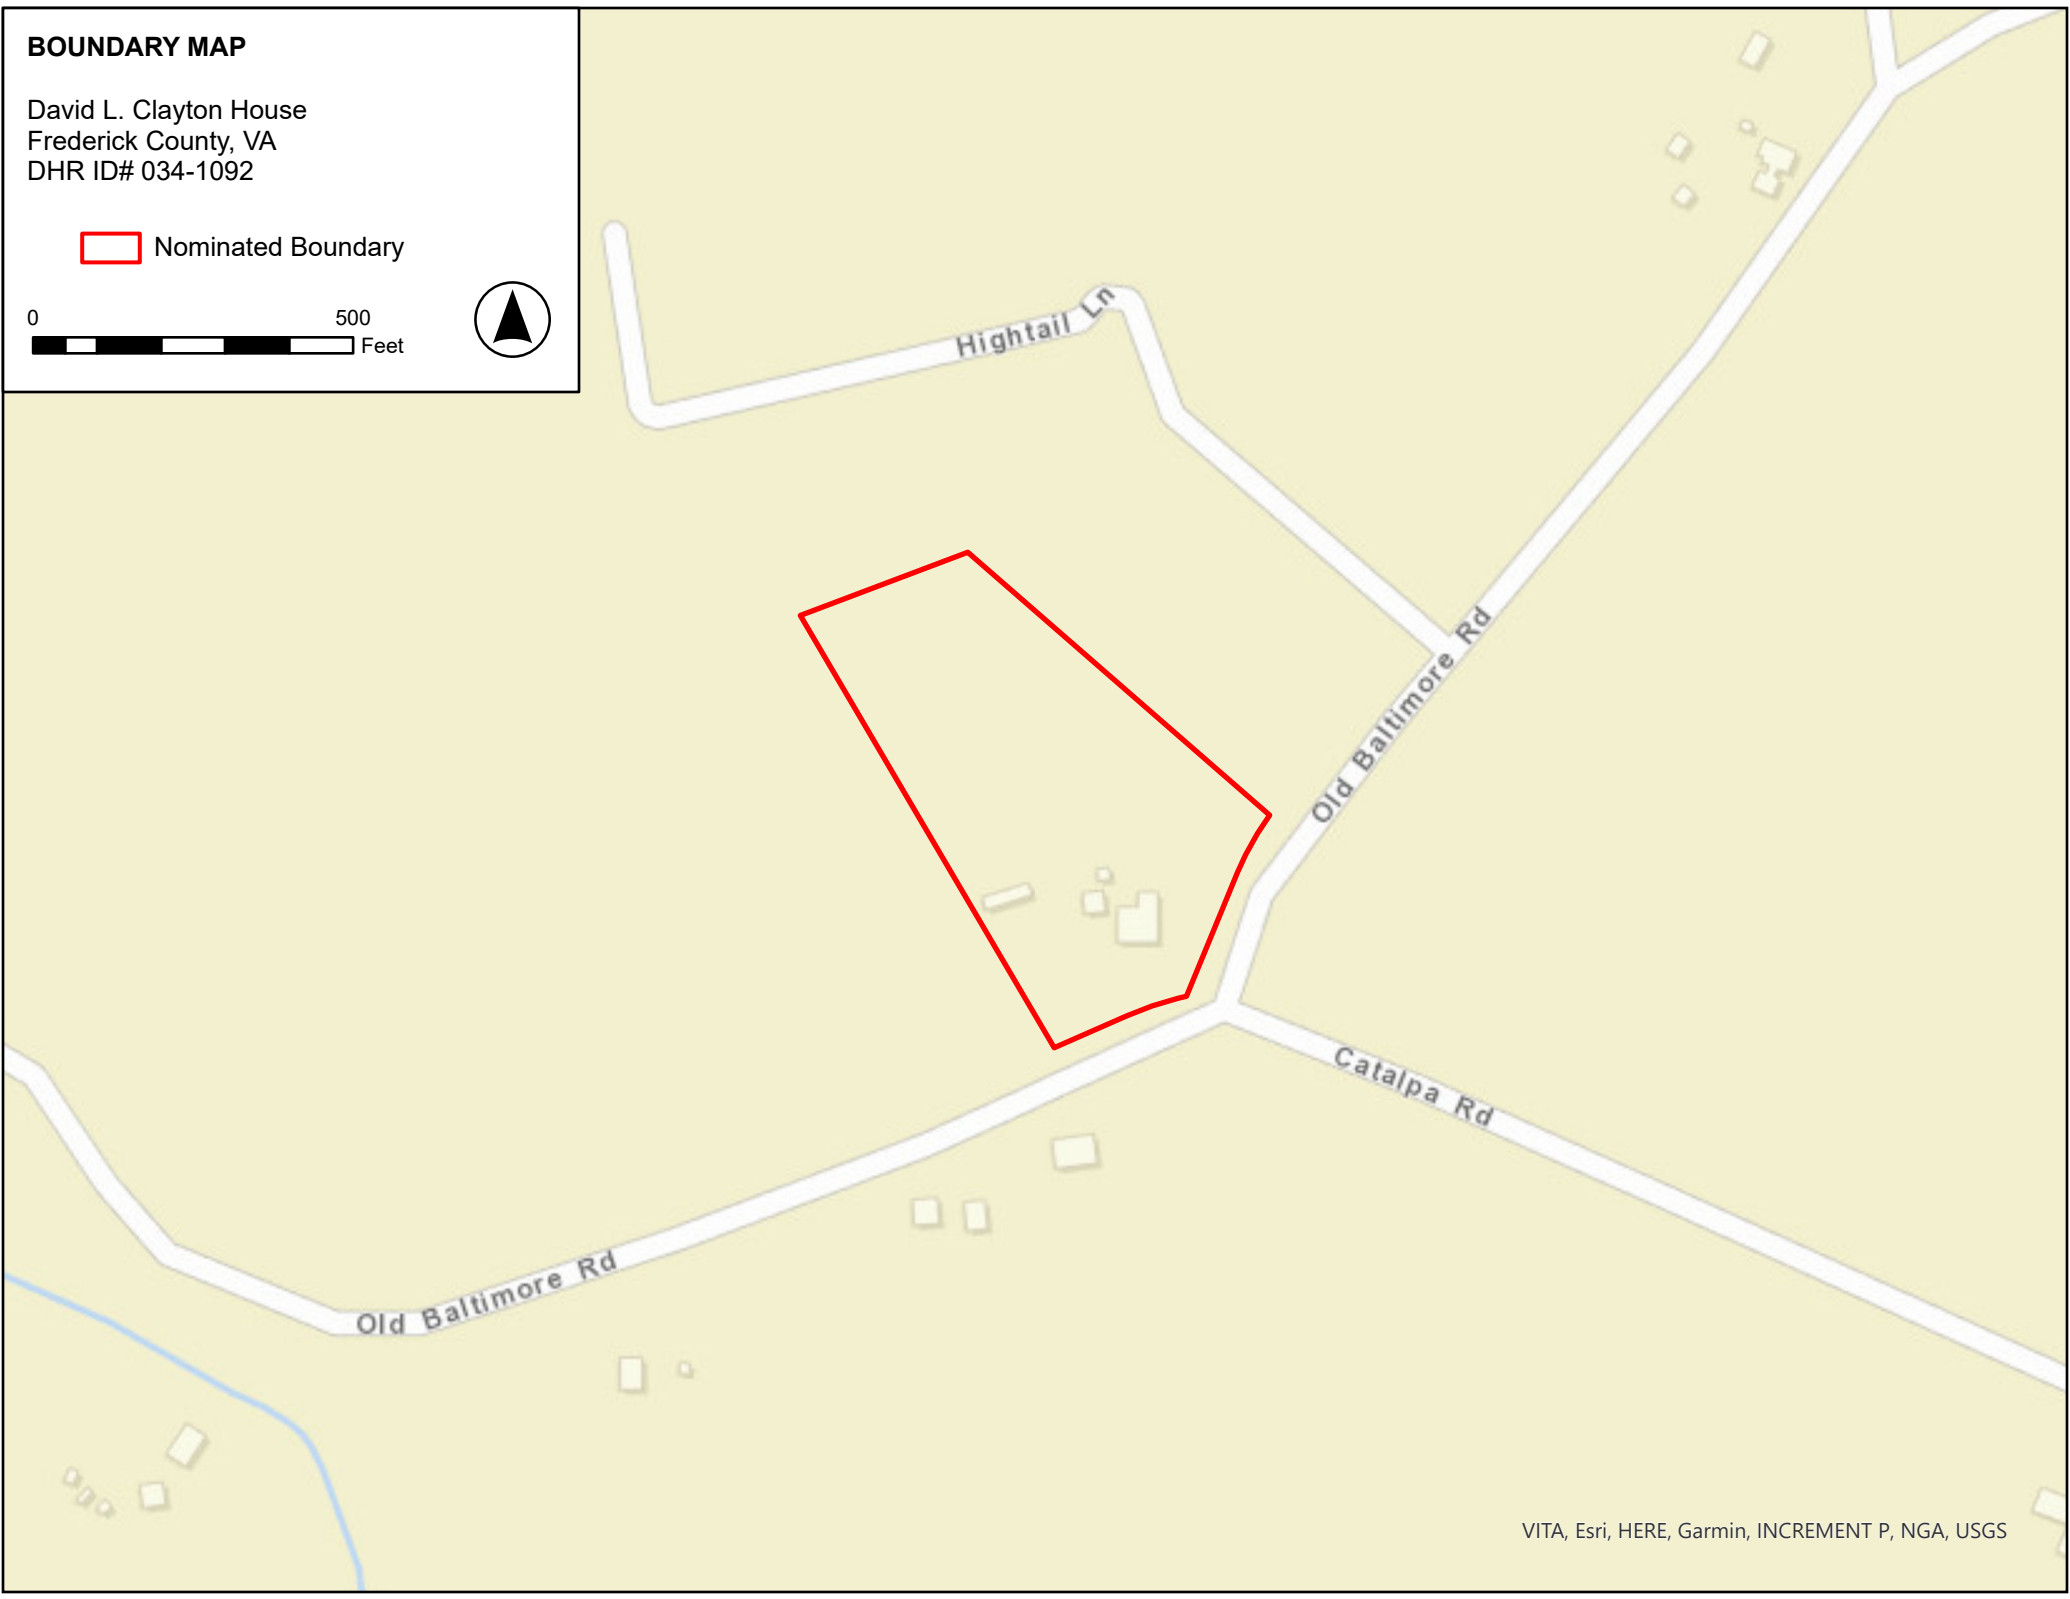 BOUNDARY MAP
David L. Clayton House
Frederick County, VA
DHR ID# 034-1092
Nominated Boundary
0 500
Feet
Hightail Ln
Old Baltimore Rd
Catalpa Rd
Old Baltimore Rd
VITA, Esri, HERE, Garmin, INCREMENT P, NGA, USGS